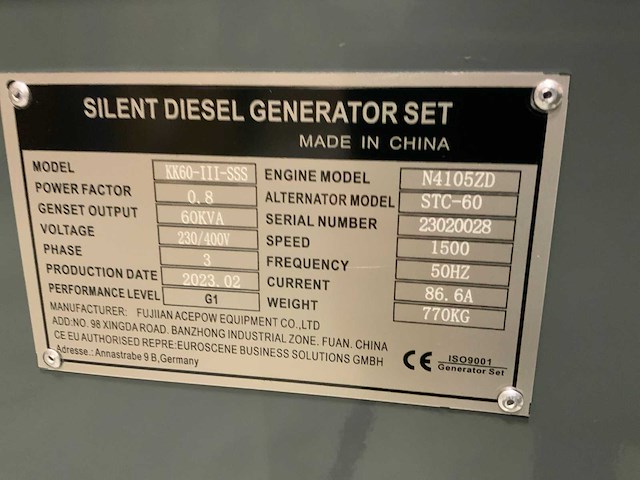 SILENT DIESEL GENERATOR SET
MADE IN CHINA
MODEL KK60-III-SSS
POWER FACTOR 0.8
GENSET OUTPUT 60KVA
VOLTAGE 230/400V
PHASE 3
PRODUCTION DATE 2023.02
PERFORMANCE LEVEL G1
ENGINE MODEL N4105ZD
ALTERNATOR MODEL STC-60
SERIAL NUMBER 23020028
SPEED 1500
FREQUENCY 50HZ
CURRENT 86.6A
WEIGHT 770KG
MANUFACTURER: FUJIIAN ACEPOW EQUIPMENT CO.,LTD
ADD:NO. 98 XINGDA ROAD. BANZHONG INDUSTRIAL ZONE. FUAN. CHINA
CE EU AUTHORISED REPRE:EUROSCENE BUSINESS SOLUTIONS GMBH
Adresse.: Annastrabe 9 B,Germany
CE ISO9001
Generator Set